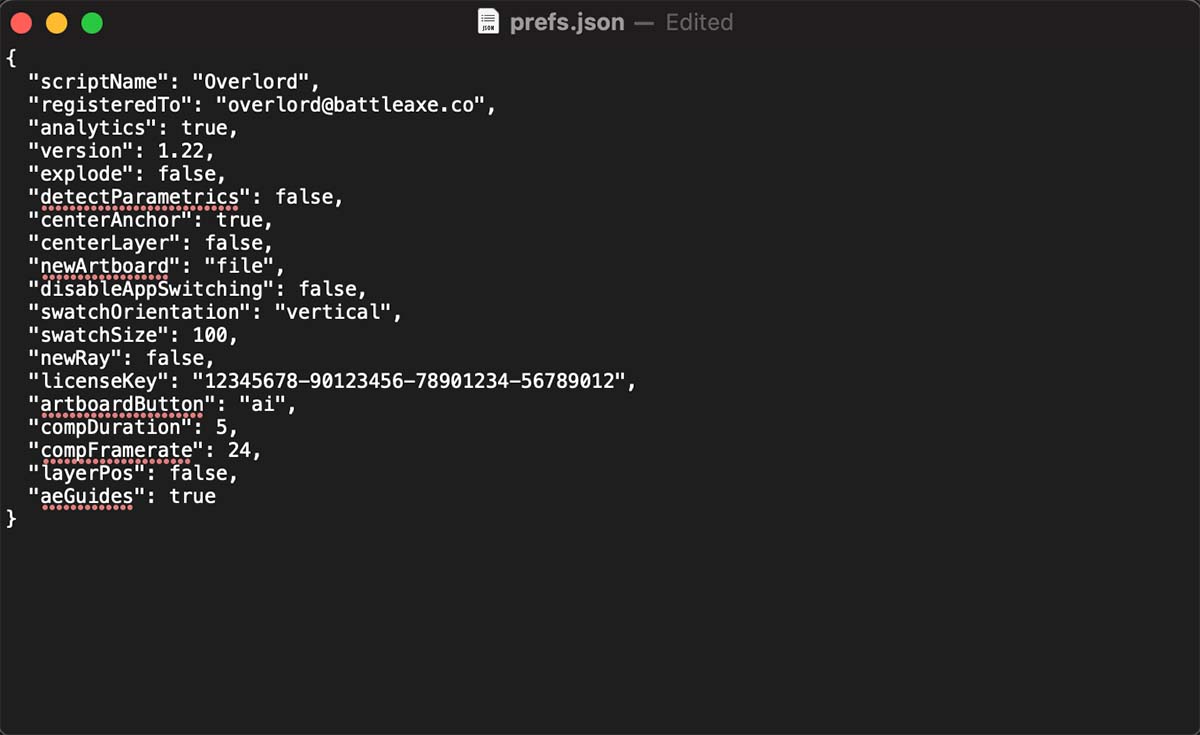 prefs.json — Edited
{
  "scriptName": "Overlord",
  "registeredTo": "overlord@battleaxe.co",
  "analytics": true,
  "version": 1.22,
  "explode": false,
  "detectParametrics": false,
  "centerAnchor": true,
  "centerLayer": false,
  "newArtboard": "file",
  "disableAppSwitching": false,
  "swatchOrientation": "vertical",
  "swatchSize": 100,
  "newRay": false,
  "licenseKey": "12345678-90123456-78901234-56789012",
  "artboardButton": "ai",
  "compDuration": 5,
  "compFramerate": 24,
  "layerPos": false,
  "aeGuides": true
}